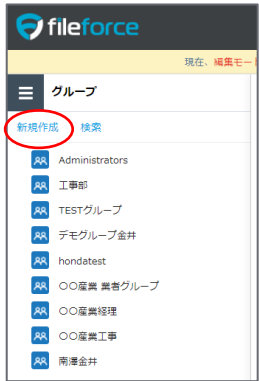 fileforce
現在、編集モー
グループ
新規作成 検索
Administrators
工事部
TESTグループ
デモグループ金井
hondatest
〇〇産業 業者グループ
〇〇産業経理
〇〇産業工事
南澤金井